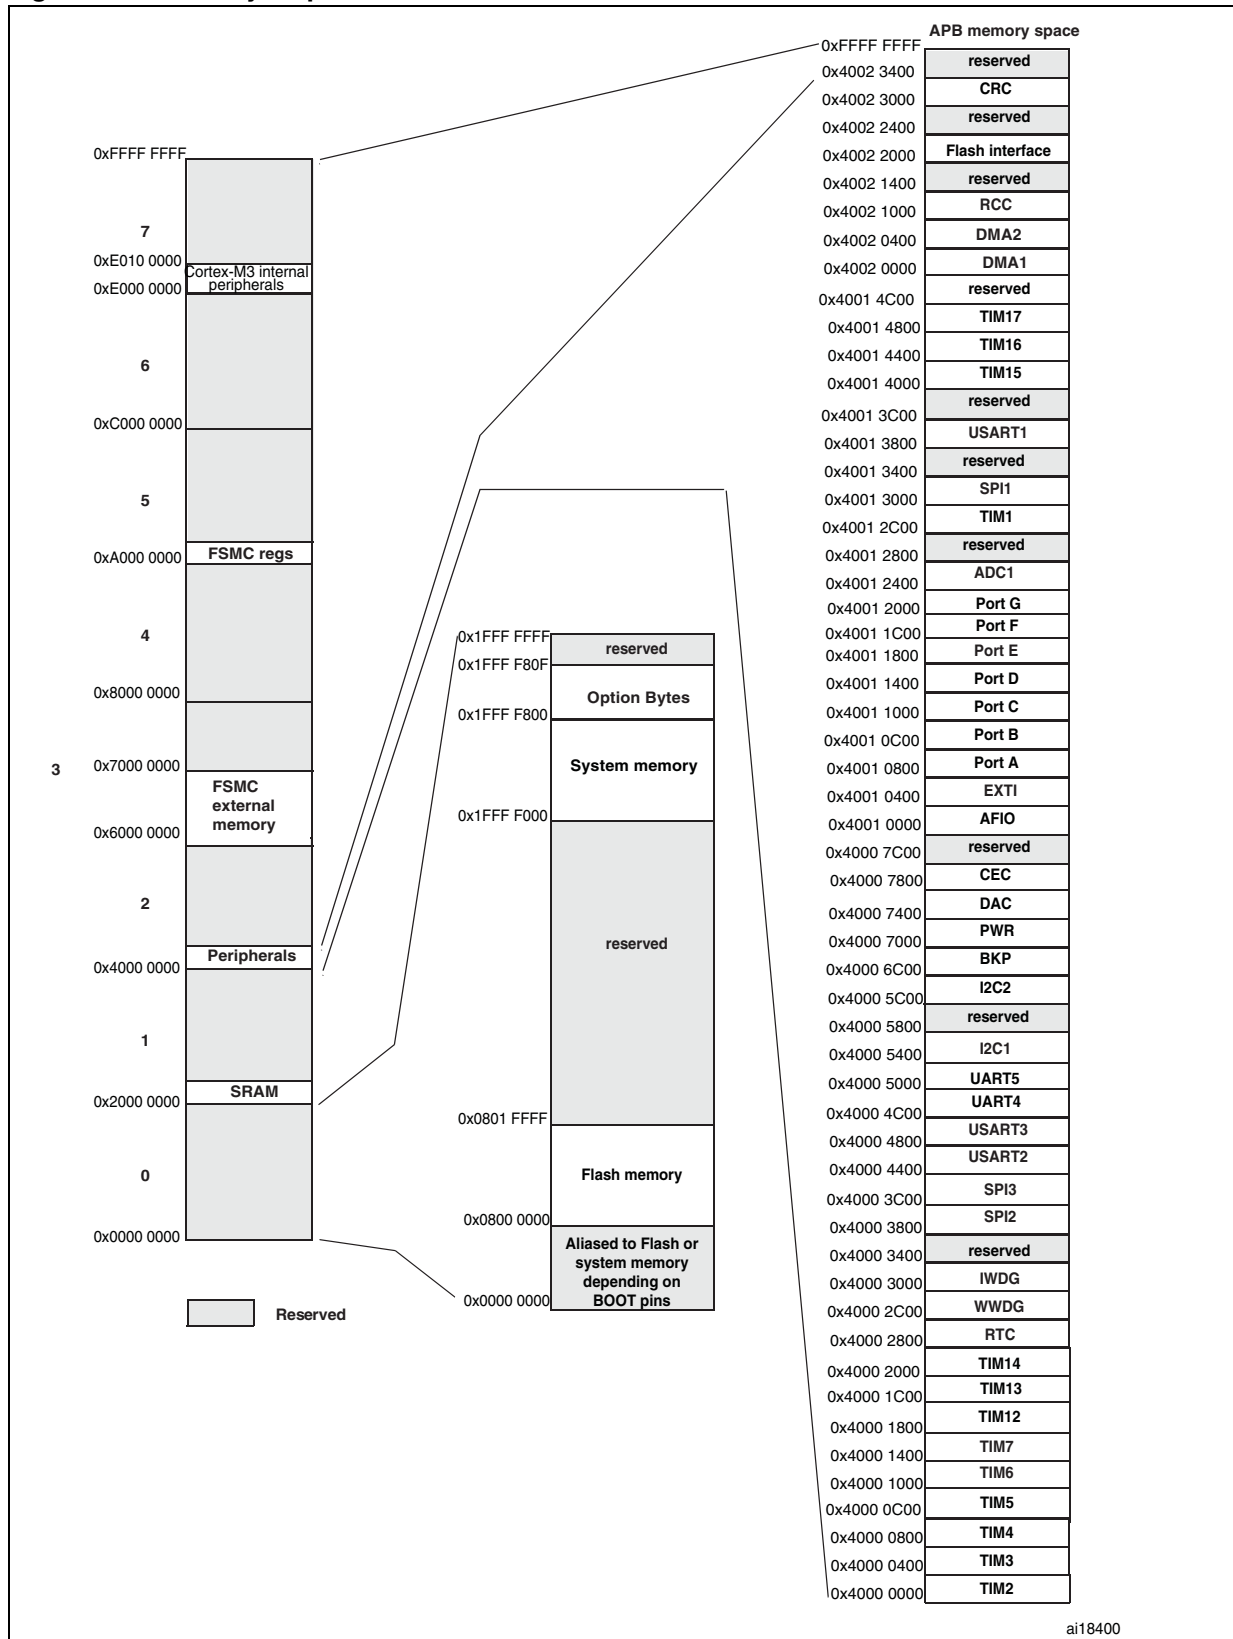 APB memory space
0xFFFF FFFF
reserved
0x4002 3400
CRC
0x4002 3000
reserved
0x4002 2400
Flash interface
0x4002 2000
reserved
0x4002 1400
RCC
0x4002 1000
DMA2
0x4002 0400
DMA1
0x4002 0000
reserved
0x4001 4C00
TIM17
0x4001 4800
TIM16
0x4001 4400
TIM15
0x4001 4000
reserved
0x4001 3C00
USART1
0x4001 3800
reserved
0x4001 3400
SPI1
0x4001 3000
TIM1
0x4001 2C00
reserved
0x4001 2800
ADC1
0x4001 2400
Port G
0x4001 2000
Port F
0x4001 1C00
Port E
0x4001 1800
Port D
0x4001 1400
Port C
0x4001 1000
Port B
0x4001 0C00
Port A
0x4001 0800
EXTI
0x4001 0400
AFIO
0x4001 0000
reserved
0x4000 7C00
CEC
0x4000 7800
DAC
0x4000 7400
PWR
0x4000 7000
BKP
0x4000 6C00
I2C2
0x4000 5C00
reserved
0x4000 5800
I2C1
0x4000 5400
UART5
0x4000 5000
UART4
0x4000 4C00
USART3
0x4000 4800
USART2
0x4000 4400
SPI3
0x4000 3C00
SPI2
0x4000 3800
reserved
0x4000 3400
IWDG
0x4000 3000
WWDG
0x4000 2C00
RTC
0x4000 2800
TIM14
0x4000 2000
TIM13
0x4000 1C00
TIM12
0x4000 1800
TIM7
0x4000 1400
TIM6
0x4000 1000
TIM5
0x4000 0C00
TIM4
0x4000 0800
TIM3
0x4000 0400
TIM2
0x4000 0000
0xFFFF FFFF
7
0xE010 0000
Cortex-M3 internal
peripherals
0xE000 0000
6
0xC000 0000
5
FSMC regs
0xA000 0000
4
0x8000 0000
3
0x7000 0000
FSMC
external
memory
0x6000 0000
2
Peripherals
0x4000 0000
1
SRAM
0x2000 0000
0
0x0000 0000
Reserved
0x1FFF FFFF
reserved
0x1FFF F80F
Option Bytes
0x1FFF F800
System memory
0x1FFF F000
reserved
0x0801 FFFF
Flash memory
0x0800 0000
Aliased to Flash or
system memory
depending on
BOOT pins
0x0000 0000
ai18400